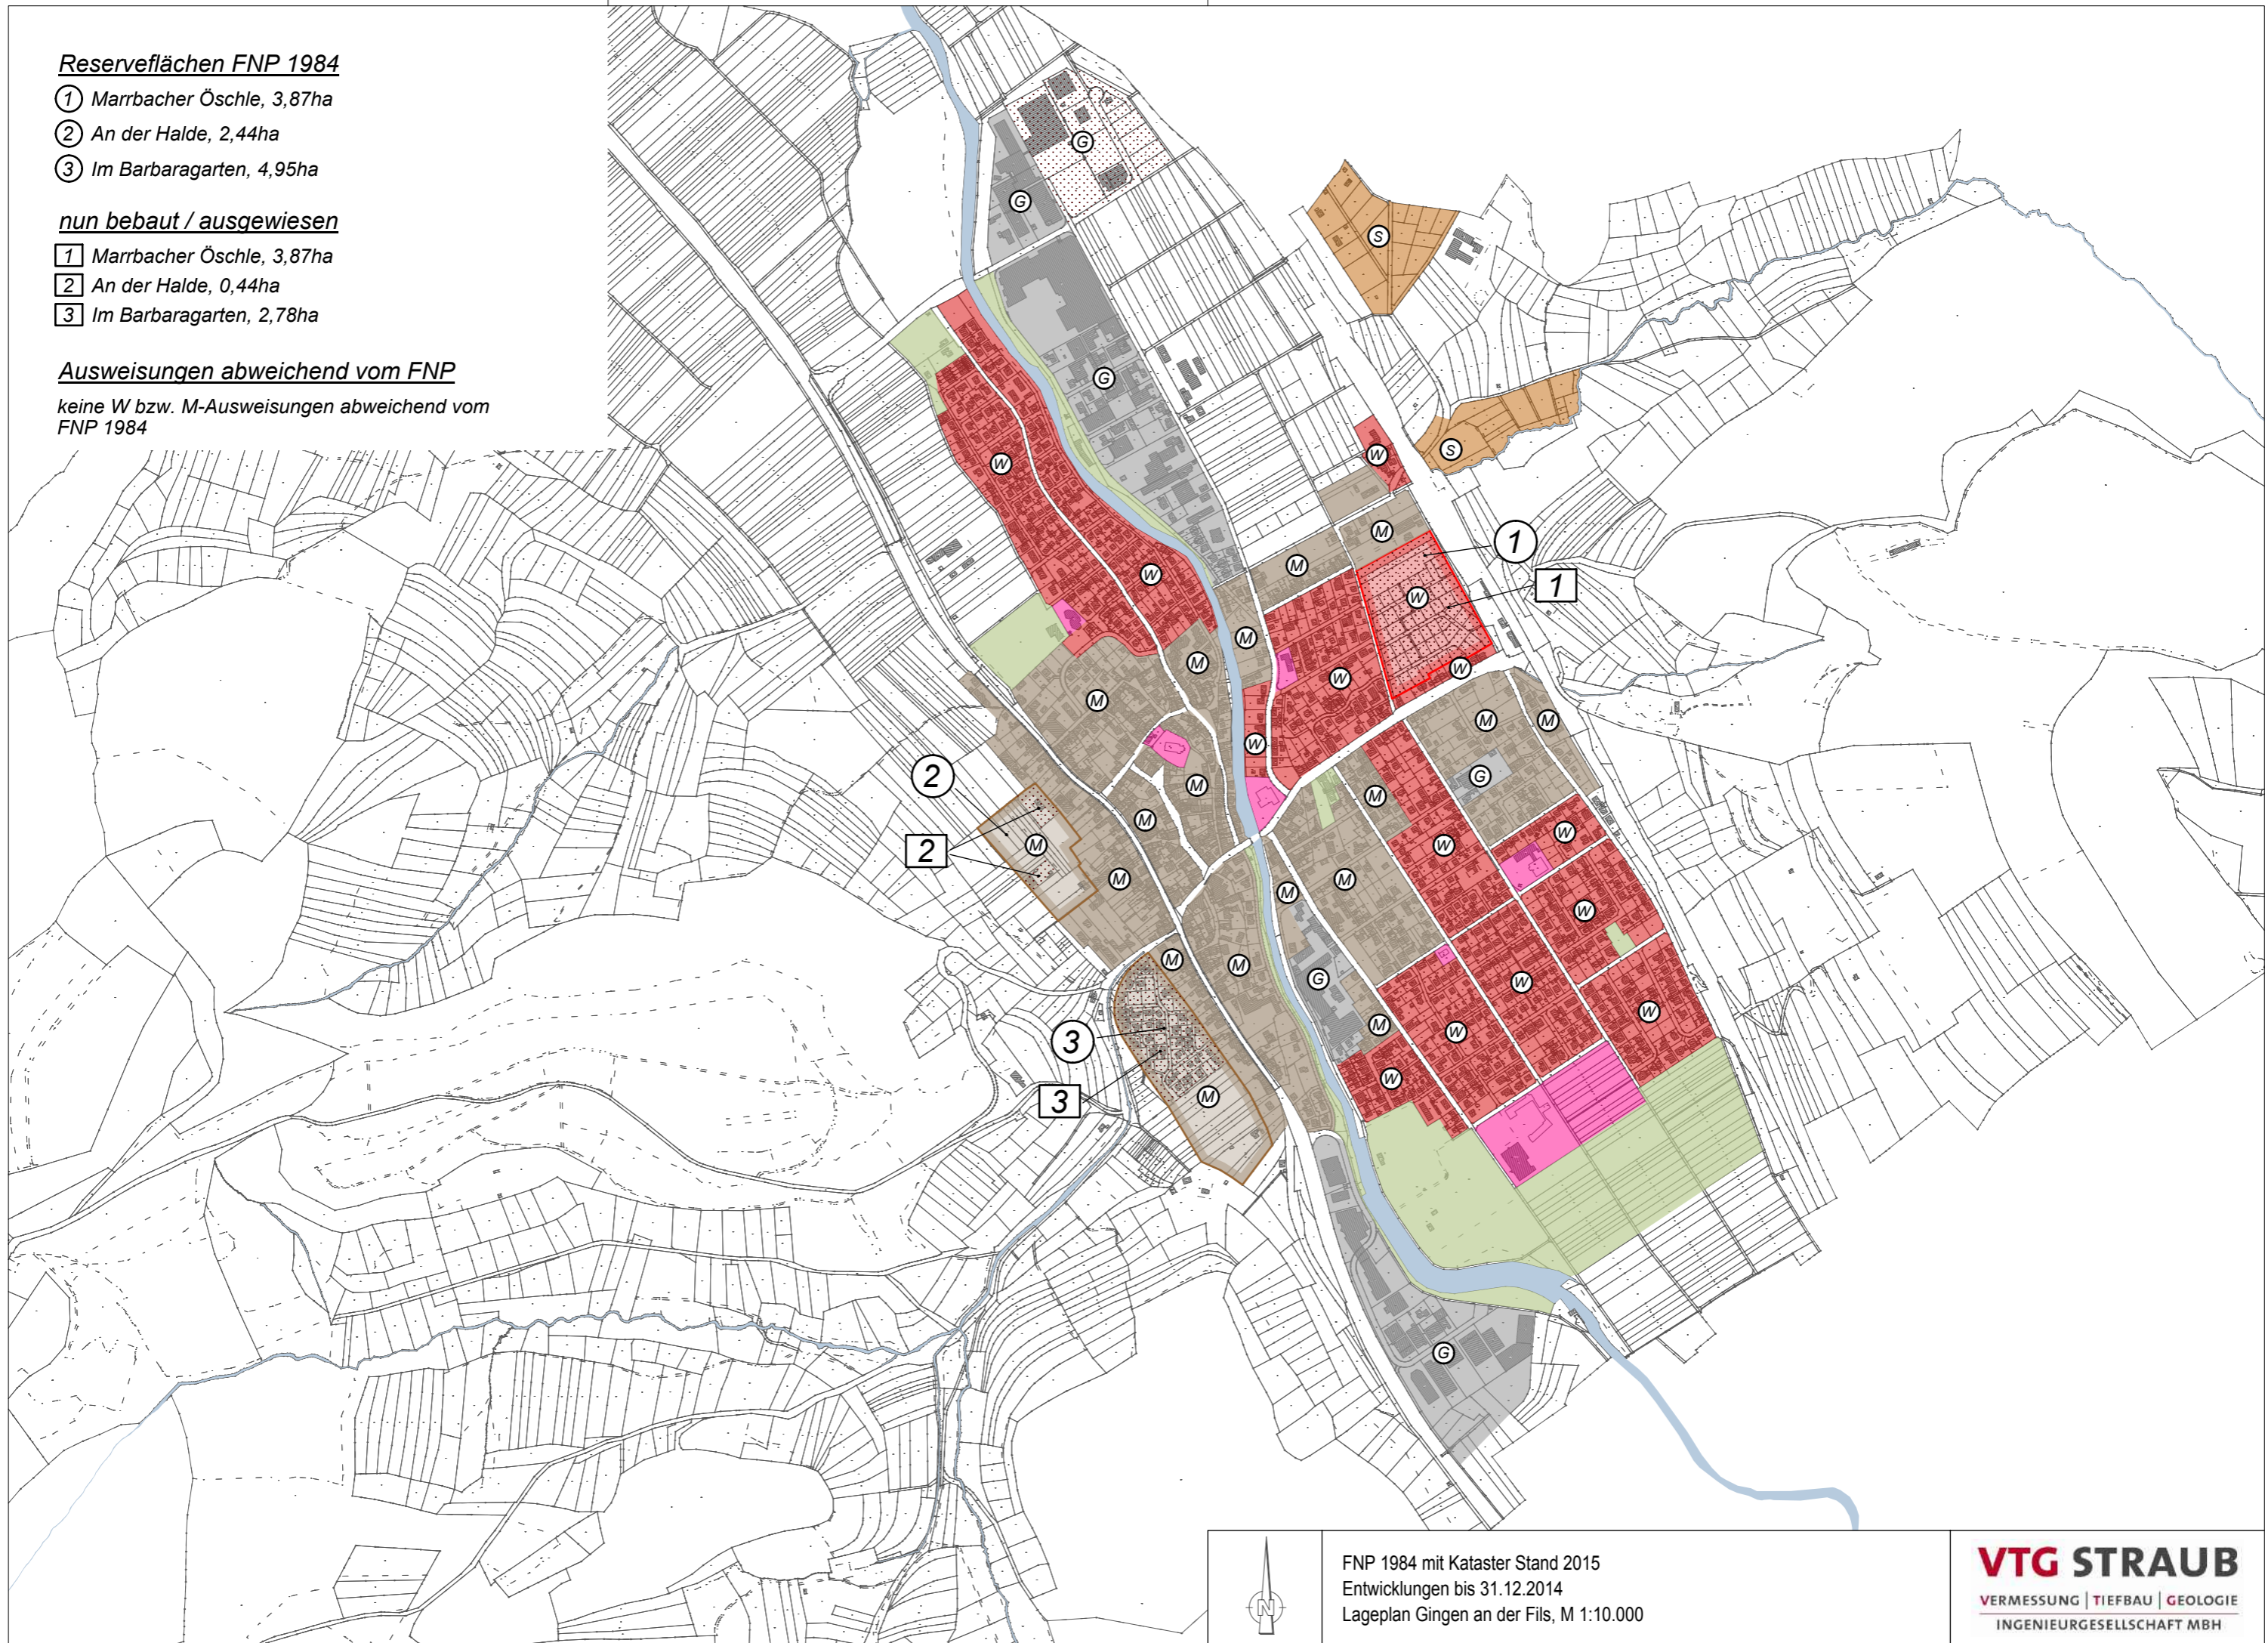 Reserveflächen FNP 1984
1 Marrbacher Öschle, 3,87ha
2 An der Halde, 2,44ha
3 Im Barbaragarten, 4,95ha
nun bebaut / ausgewiesen
1 Marrbacher Öschle, 3,87ha
2 An der Halde, 0,44ha
3 Im Barbaragarten, 2,78ha
Ausweisungen abweichend vom FNP
keine W bzw. M-Ausweisungen abweichend vom
FNP 1984
G
G
S
G
S
W
W
M
1
M
W
1
W
W
M
M
W
W
M
M
M
W
G
2
M
M
M
W
2
M
W
M
M
M
W
M
M
G
W
3
M
W
W
3
M
W
G
N
FNP 1984 mit Kataster Stand 2015
Entwicklungen bis 31.12.2014
Lageplan Gingen an der Fils, M 1:10.000
VTG STRAUB
VERMESSUNG | TIEFBAU | GEOLOGIE
INGENIEURGESELLSCHAFT MBH